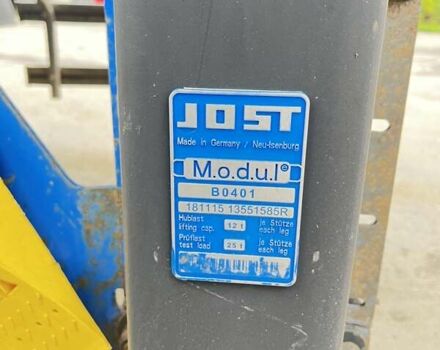 JOST
Made in Germany / Neu-Isenburg
M.o.d.u.l®
B0401
181115 13551585R
Hublast 12 t je Stütze
lifting cap. each leg
Prüflast 25 t je Stütze
test load each leg